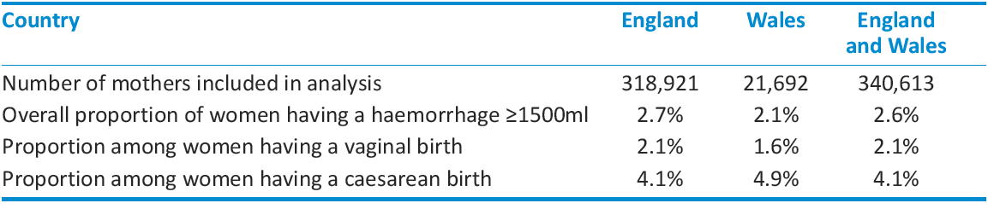 Country England Wales England and Wales
Number of mothers included in analysis 318,921 21,692 340,613
Overall proportion of women having a haemorrhage ≥1500ml 2.7% 2.1% 2.6%
Proportion among women having a vaginal birth 2.1% 1.6% 2.1%
Proportion among women having a caesarean birth 4.1% 4.9% 4.1%